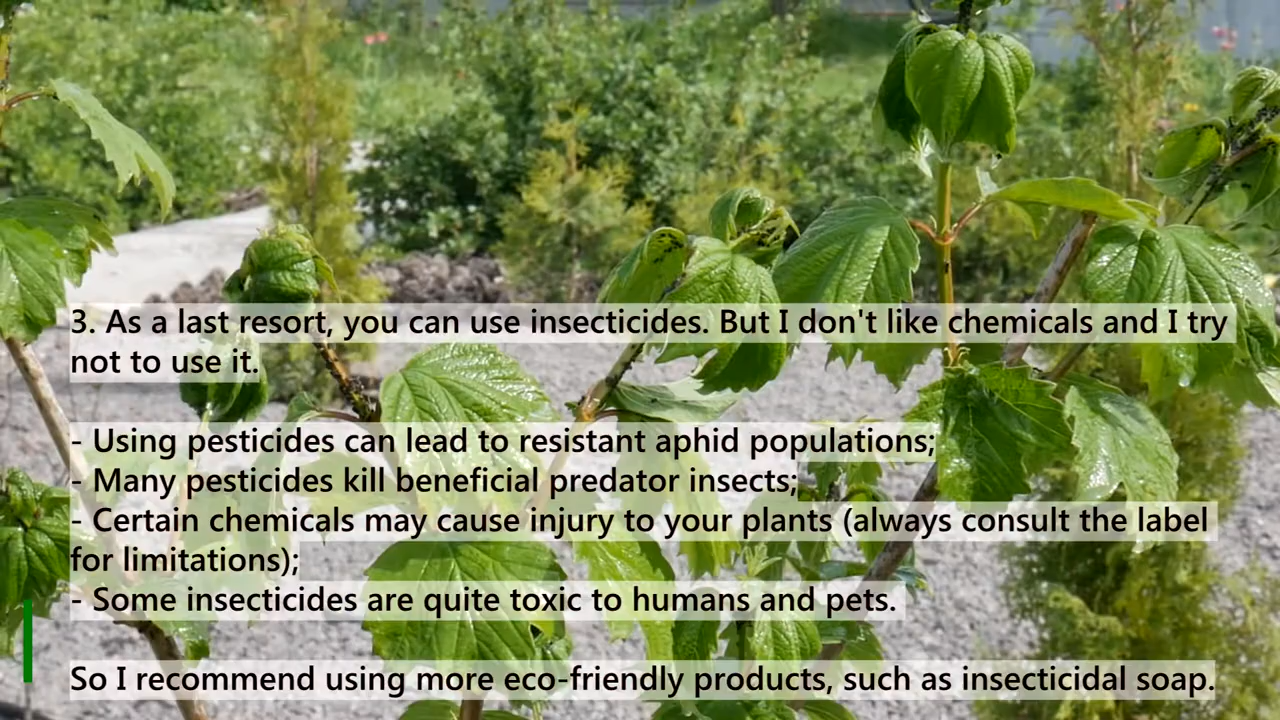 3. As a last resort, you can use insecticides. But I don't like chemicals and I try
not to use it.
- Using pesticides can lead to resistant aphid populations;
- Many pesticides kill beneficial predator insects;
- Certain chemicals may cause injury to your plants (always consult the label
for limitations);
- Some insecticides are quite toxic to humans and pets.
So I recommend using more eco-friendly products, such as insecticidal soap.